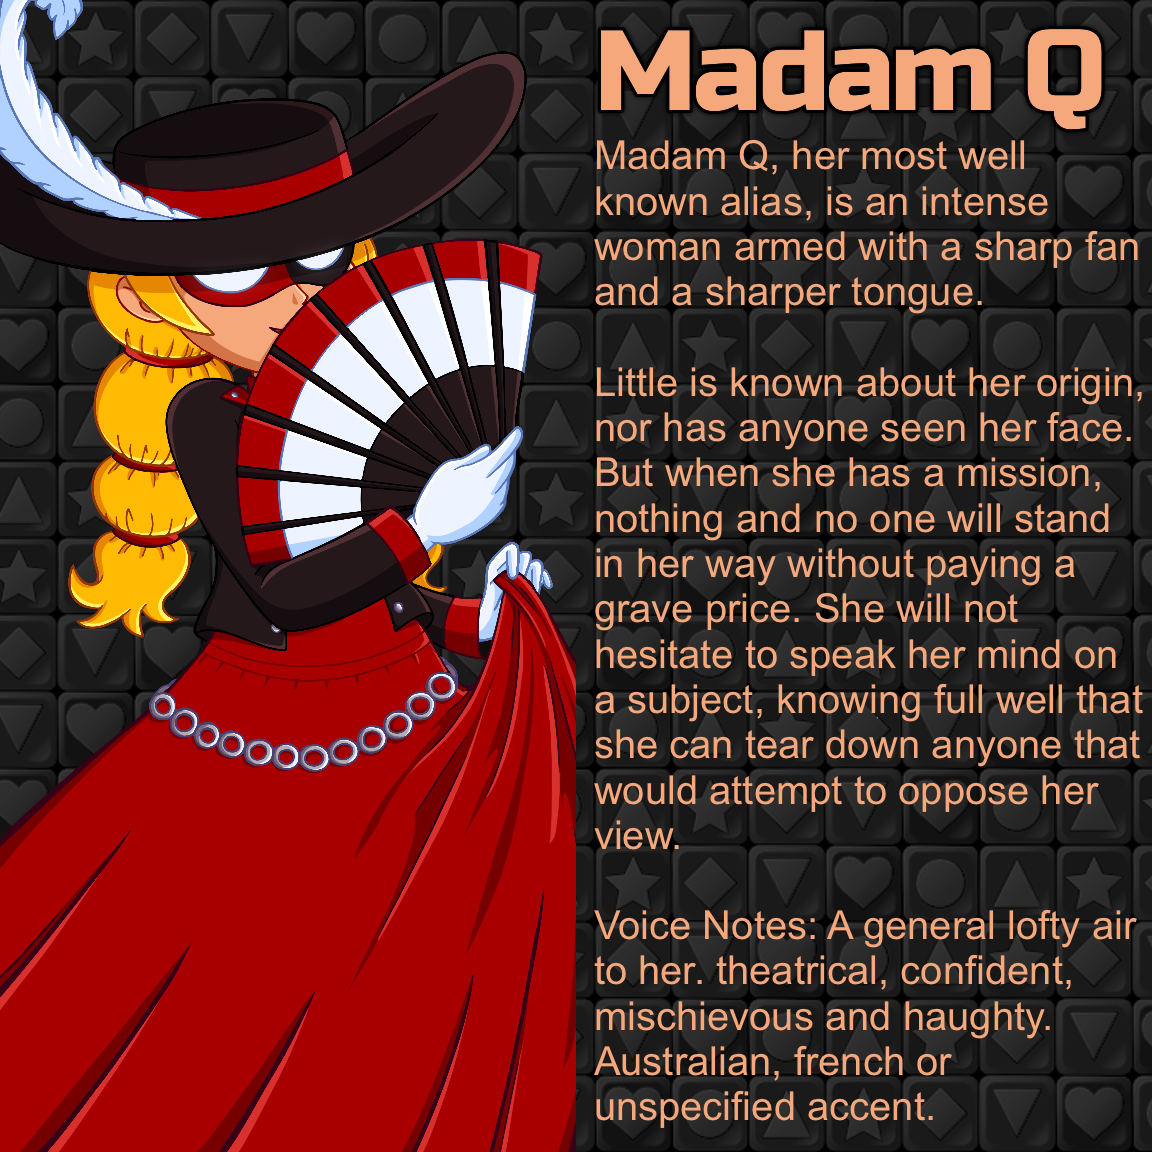 Madam Q
Madam Q, her most well
known alias, is an intense
woman armed with a sharp fan
and a sharper tongue.
Little is known about her origin,
nor has anyone seen her face.
But when she has a mission,
nothing and no one will stand
in her way without paying a
grave price. She will not
hesitate to speak her mind on
a subject, knowing full well that
she can tear down anyone that
would attempt to oppose her
view.
Voice Notes: A general lofty air
to her. theatrical, confident,
mischievous and haughty.
Australian, french or
unspecified accent.